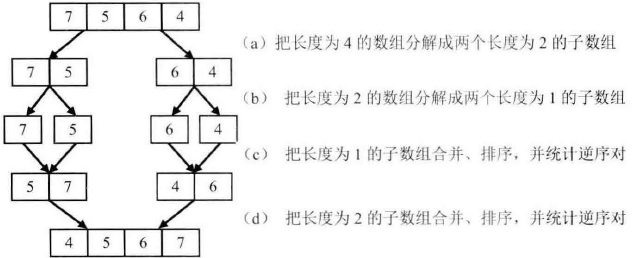 7 5 6 4
(a) 把长度为 4 的数组分解成两个长度为 2 的子数组
7 5 6 4
(b) 把长度为 2 的数组分解成两个长度为 1 的子数组
7 5 6 4
(c) 把长度为 1 的子数组合并、排序，并统计逆序对
5 7 4 6
(d) 把长度为 2 的子数组合并、排序，并统计逆序对
4 5 6 7